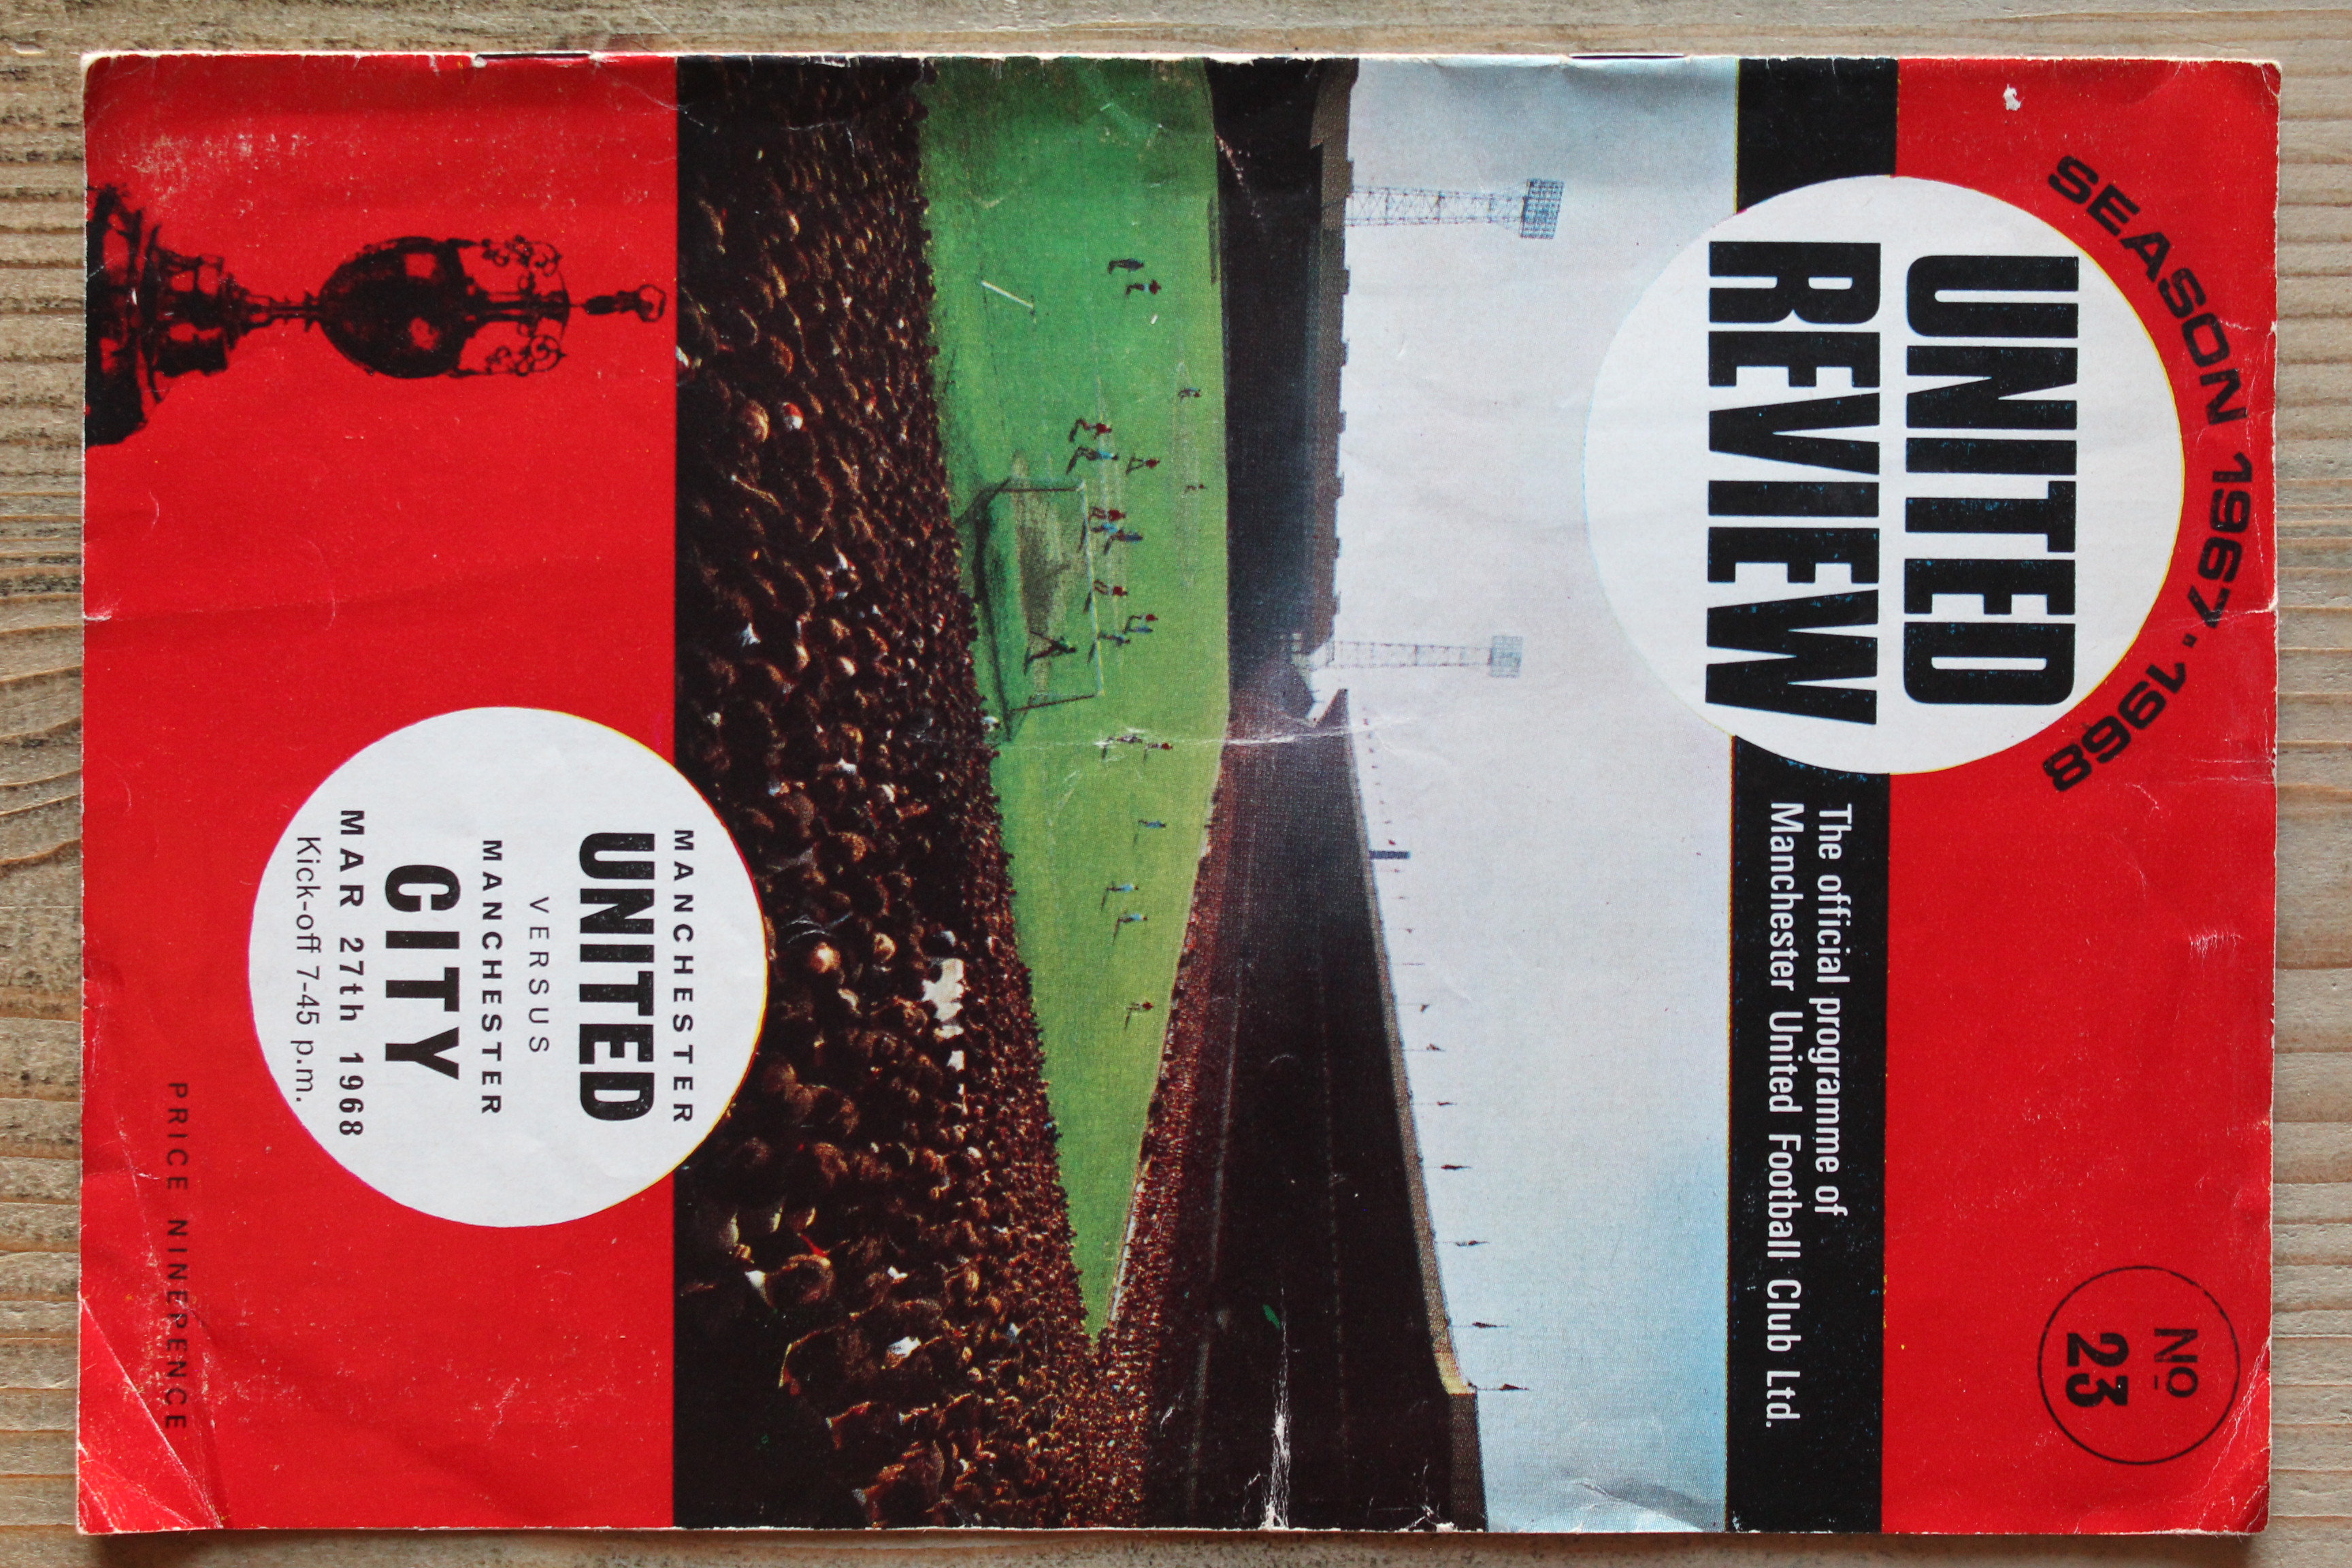 SEASON 1967·1968
UNITED
REVIEW
No
23
The official programme of
Manchester United Football Club Ltd.
MANCHESTER
UNITED
VERSUS
MANCHESTER
CITY
MAR 27th 1968
Kick-off 7-45 p.m.
PRICE NINEPENCE